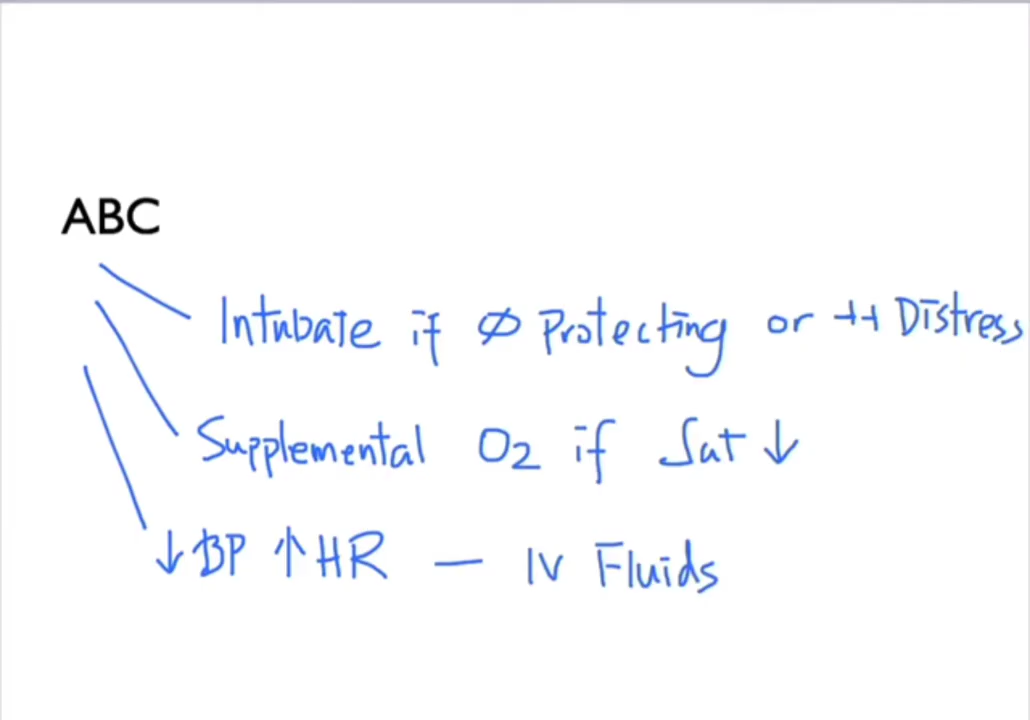 ABC
Intubate if ∅ Protecting or ++ Distress
Supplemental O2 if Sat ↓
↓ BP ↑ HR — IV Fluids